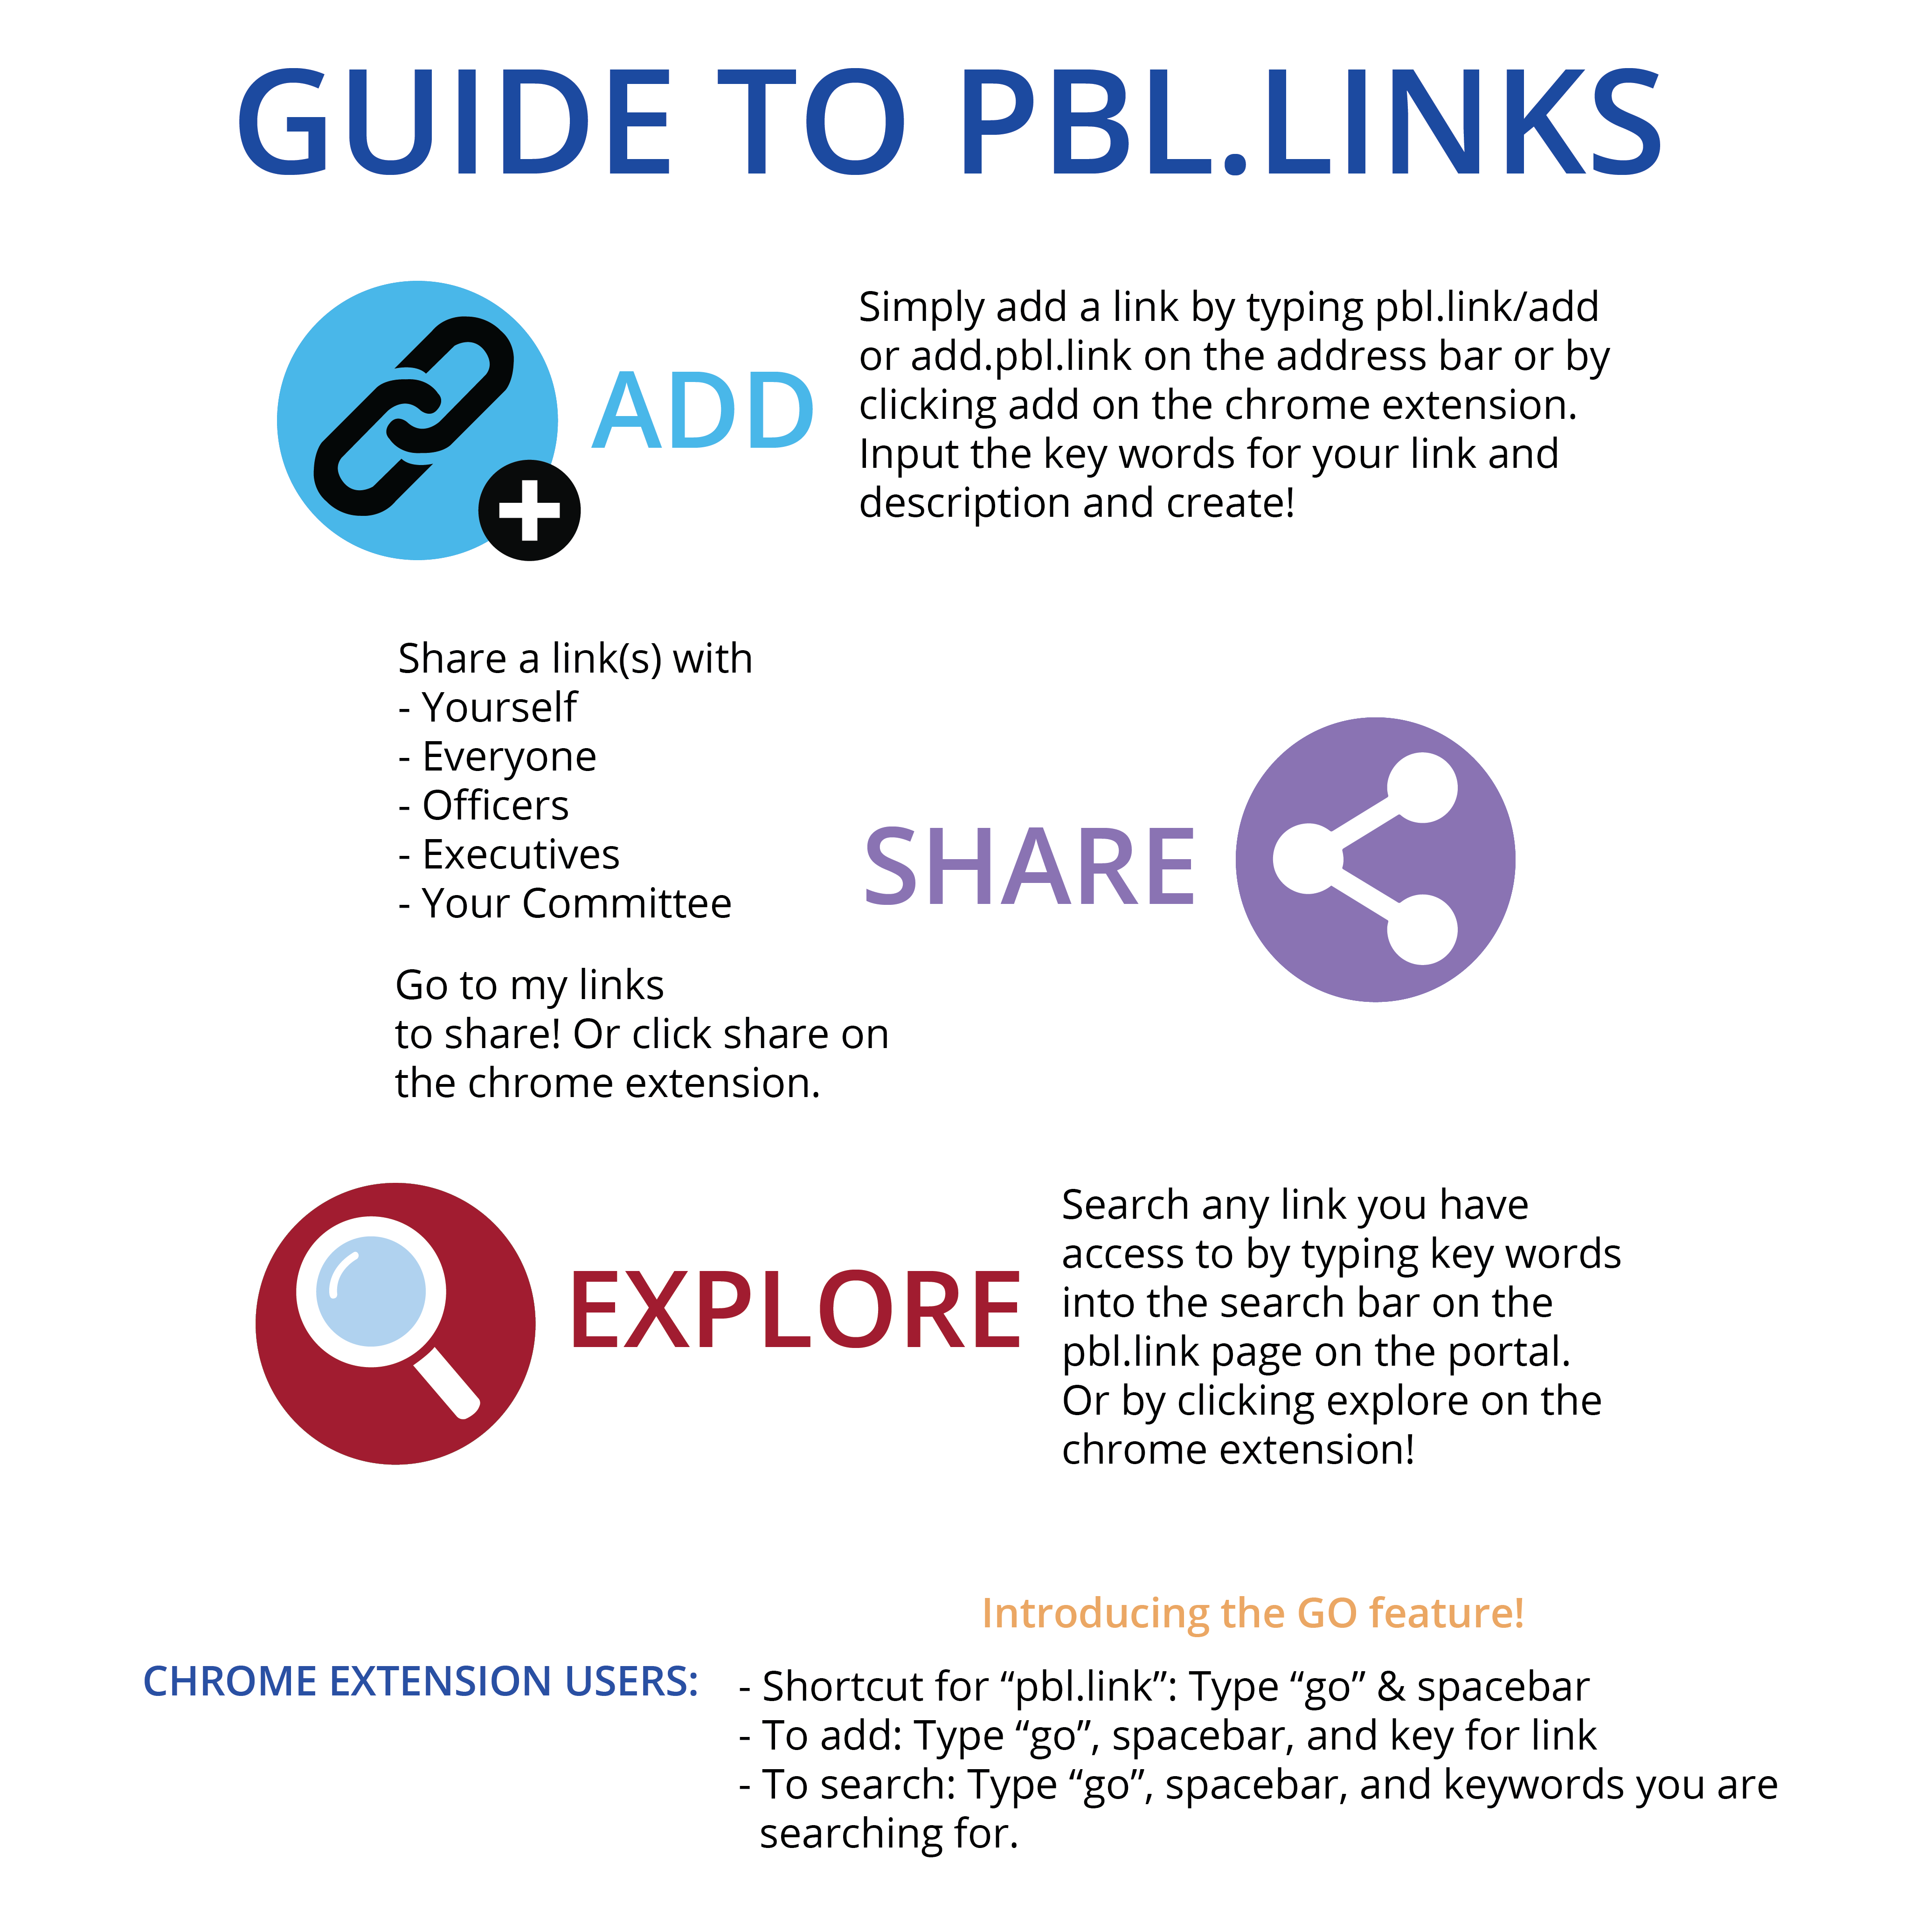 GUIDE TO PBL.LINKS
ADD
Simply add a link by typing pbl.link/add
or add.pbl.link on the address bar or by
clicking add on the chrome extension.
Input the key words for your link and
description and create!
Share a link(s) with
- Yourself
- Everyone
- Officers
- Executives
- Your Committee
Go to my links
to share! Or click share on
the chrome extension.
SHARE
EXPLORE
Search any link you have
access to by typing key words
into the search bar on the
pbl.link page on the portal.
Or by clicking explore on the
chrome extension!
Introducing the GO feature!
CHROME EXTENSION USERS:
- Shortcut for “pbl.link”: Type “go” & spacebar
- To add: Type “go”, spacebar, and key for link
- To search: Type “go”, spacebar, and keywords you are
searching for.